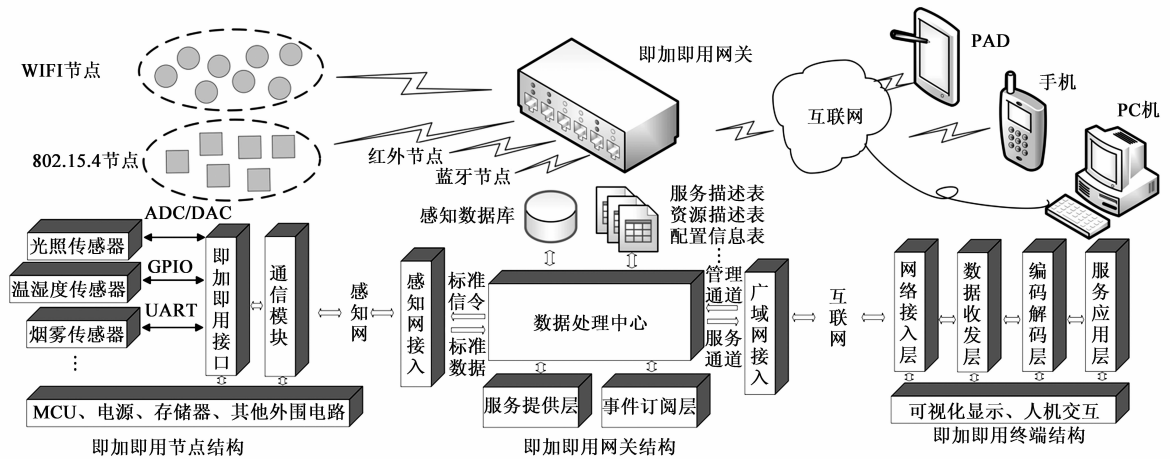 WIFI节点
802.15.4节点
红外节点
蓝牙节点
即加即用网关
互联网
PAD
手机
PC机
感知数据库
服务描述表
资源描述表
配置信息表
⋮
光照传感器
温湿度传感器
烟雾传感器
⋮
ADC/DAC
GPIO
UART
即加即用接口
通信模块
MCU、电源、存储器、其他外围电路
即加即用节点结构
感知网
感知网接入
标准信令
标准数据
数据处理中心
服务提供层
事件订阅层
管理通道
服务通道
广域网接入
即加即用网关结构
互联网
网络接入层
数据收发层
编码解码层
服务应用层
可视化显示、人机交互
即加即用终端结构